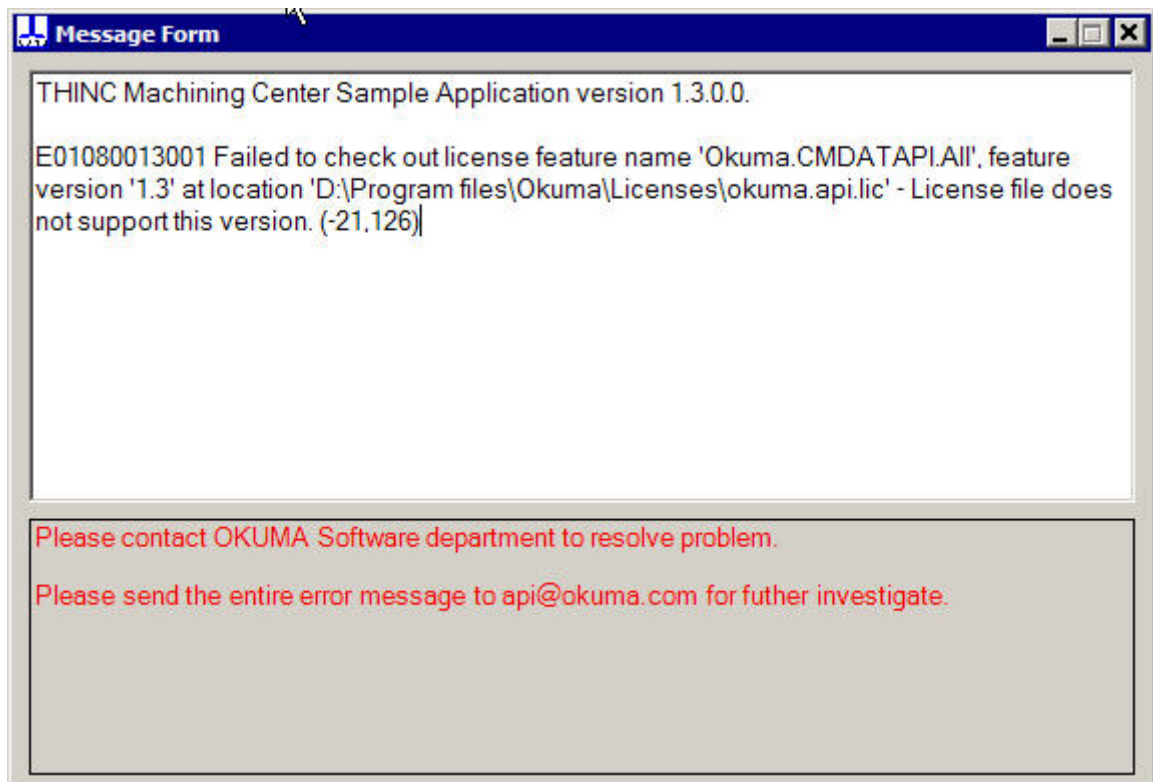 Message Form
THINC Machining Center Sample Application version 1.3.0.0.
E01080013001 Failed to check out license feature name 'Okuma.CMDATAPI.All', feature
version '1.3' at location 'D:\Program files\Okuma\Licenses\okuma.api.lic' - License file does
not support this version. (-21,126)
Please contact OKUMA Software department to resolve problem.
Please send the entire error message to api@okuma.com for futher investigate.